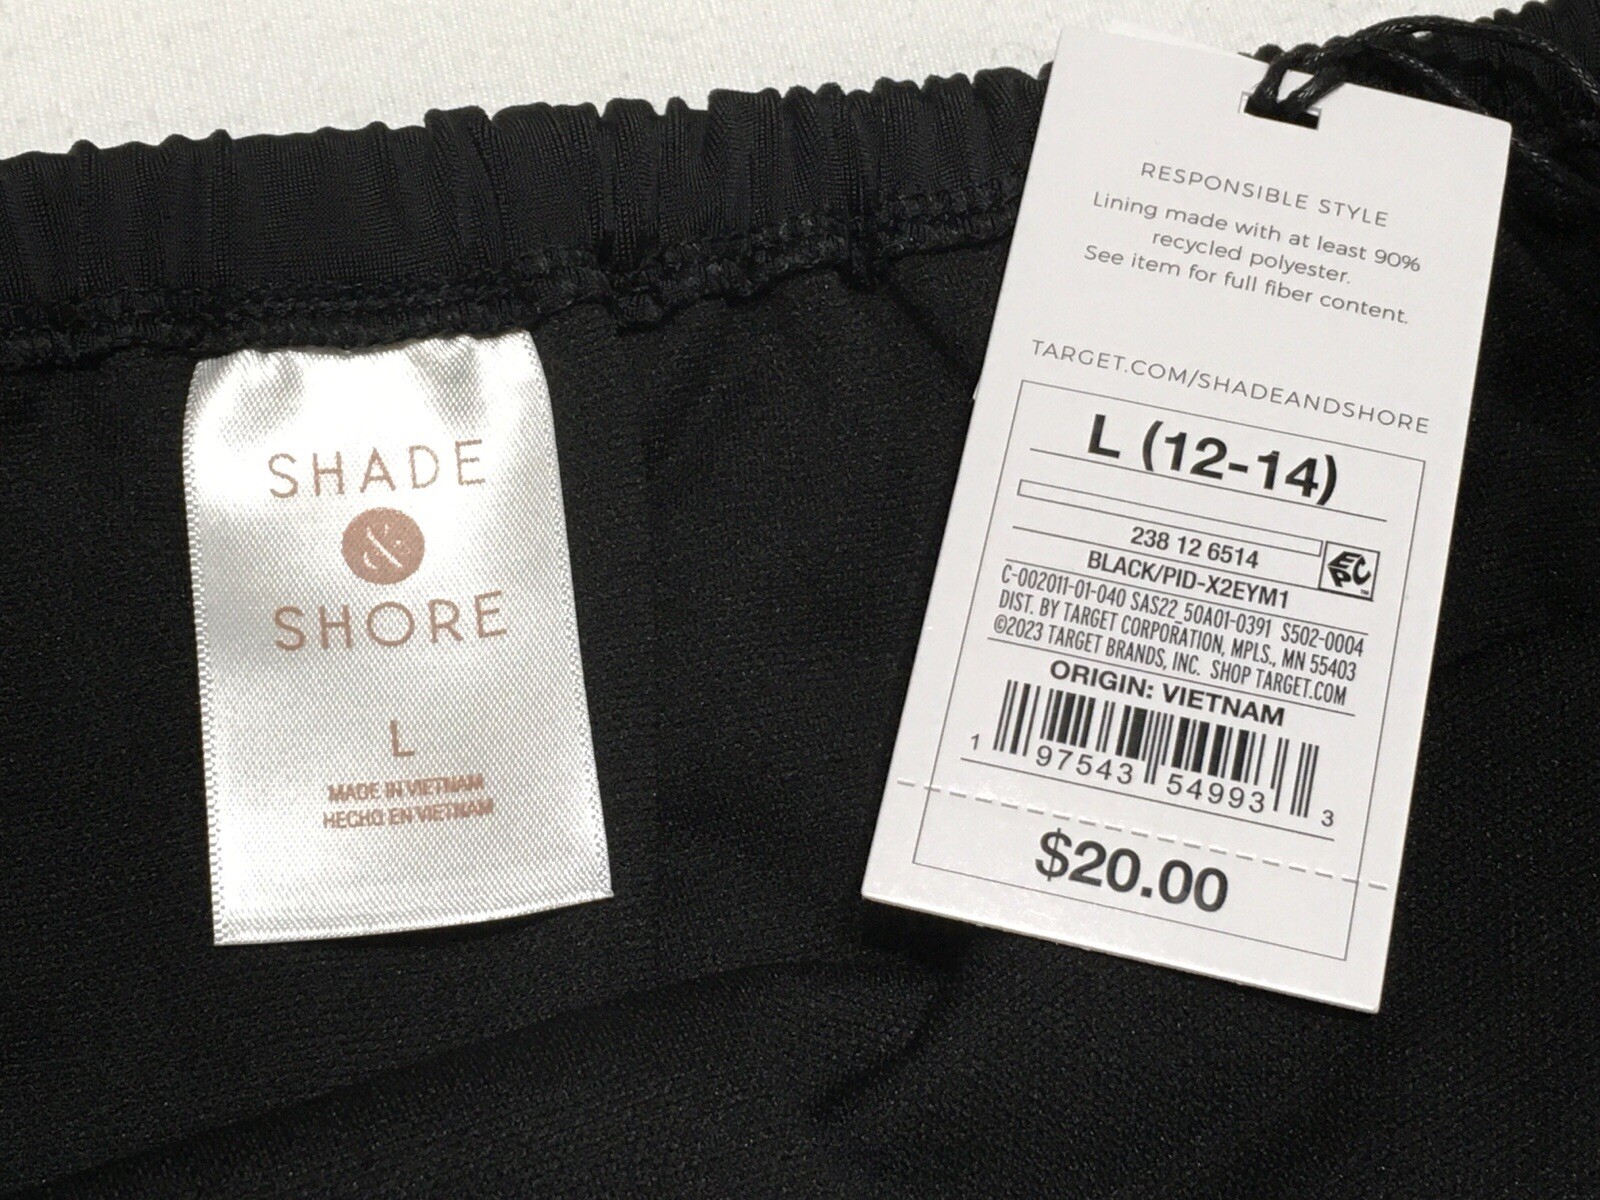 SHADE
&
SHORE
L
MADE IN VIETNAM
HECHO EN VIETNAM
RESPONSIBLE STYLE
Lining made with at least 90%
recycled polyester.
See item for full fiber content.
TARGET.COM/SHADEANDSHORE
L (12-14)
238 12 6514
EPC™
BLACK/PID-X2EYM1
C-002011-01-040 SAS22_50A01-0391 S502-0004
DIST. BY TARGET CORPORATION, MPLS., MN 55403
©2023 TARGET BRANDS, INC. SHOP TARGET.COM
ORIGIN: VIETNAM
1 97543 54993 3
$20.00